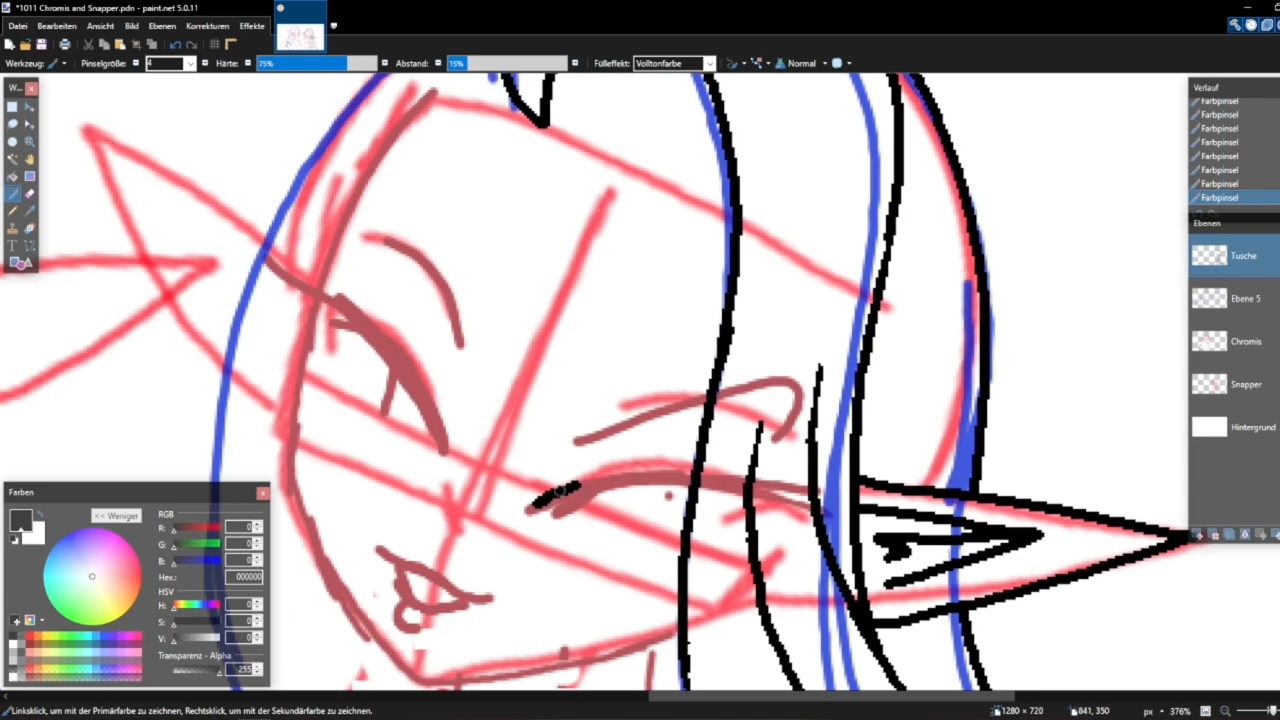 *1011 Chromis and Snapper.pdn - paint.net 5.0.11
Datei Bearbeiten Ansicht Bild Ebenen Korrekturen Effekte
Werkzeug: Pinselgröße: 4 Härte: 75% Abstand: 15% Fülleffekt: Volltonfarbe Normal
W...
Verlauf
Farbpinsel
Farbpinsel
Farbpinsel
Farbpinsel
Farbpinsel
Farbpinsel
Farbpinsel
Farbpinsel
Ebenen
Tusche
Ebene 5
Chromis
Snapper
Hintergrund
Farben
<< Weniger
RGB
R: 0
G: 0
B: 0
Hex.: 000000
HSV
H: 0
S: 0
V: 0
Transparenz - Alpha
255
Linksklick, um mit der Primärfarbe zu zeichnen, Rechtsklick, um mit der Sekundärfarbe zu zeichnen. 1280 × 720 841, 350 px 376%